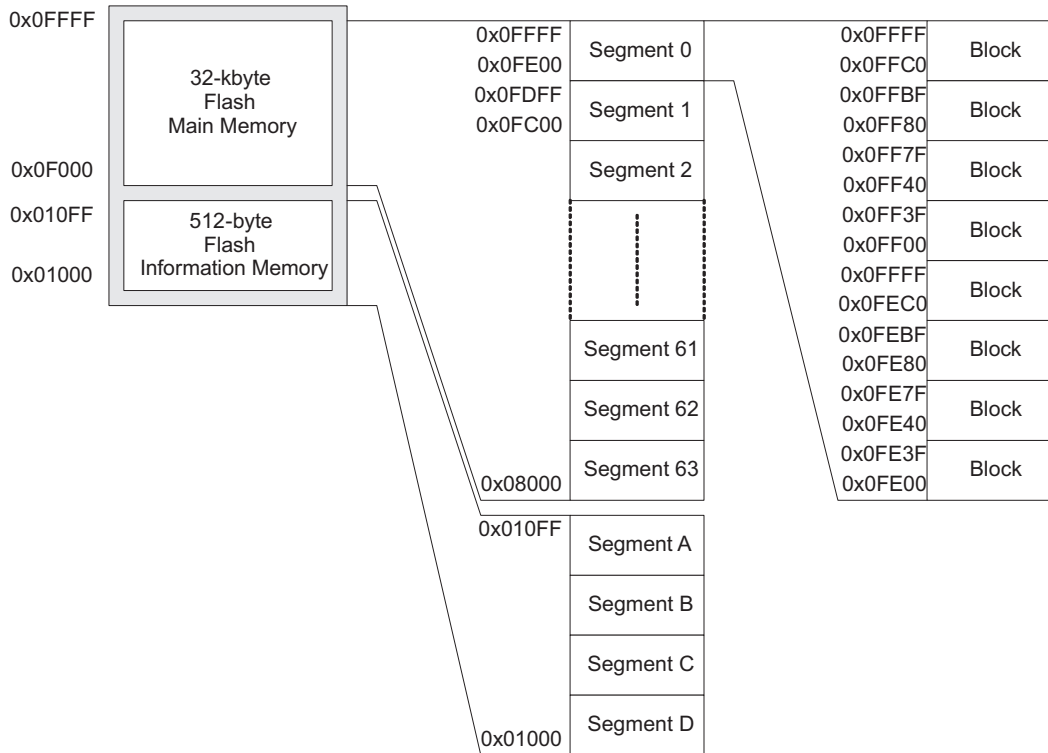 0x0FFFF
32-kbyte
Flash
Main Memory
0x0F000
0x010FF
512-byte
Flash
Information Memory
0x01000
0x0FFFF
Segment 0
0x0FE00
0x0FDFF
Segment 1
0x0FC00
Segment 2
Segment 61
Segment 62
Segment 63
0x08000
0x010FF
Segment A
Segment B
Segment C
Segment D
0x01000
0x0FFFF
Block
0x0FFC0
0x0FFBF
Block
0x0FF80
0x0FF7F
Block
0x0FF40
0x0FF3F
Block
0x0FF00
0x0FFFF
Block
0x0FEC0
0x0FEBF
Block
0x0FE80
0x0FE7F
Block
0x0FE40
0x0FE3F
Block
0x0FE00